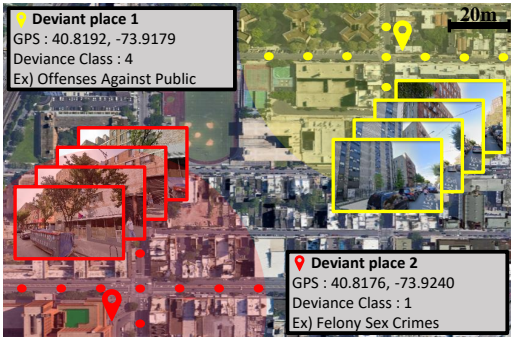 Deviant place 1
GPS : 40.8192, -73.9179
Deviance Class : 4
Ex) Offenses Against Public
20m
Deviant place 2
GPS : 40.8176, -73.9240
Deviance Class : 1
Ex) Felony Sex Crimes